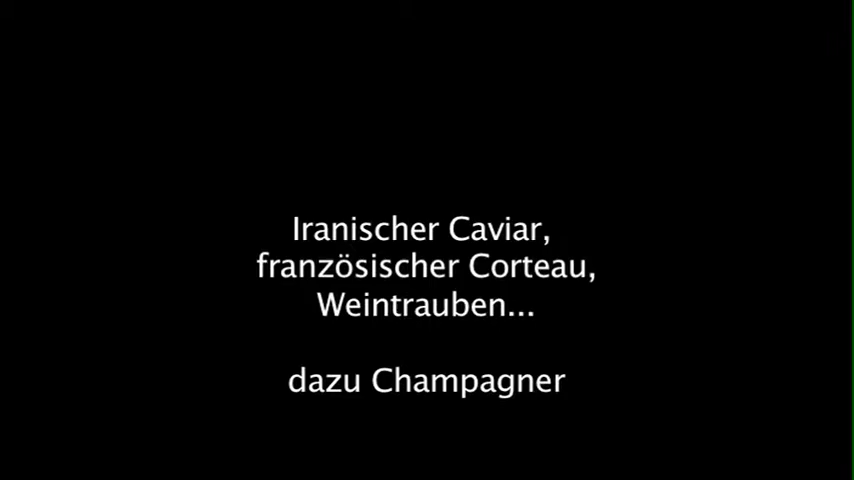 Iranischer Caviar,
französischer Corteau,
Weintrauben...
dazu Champagner